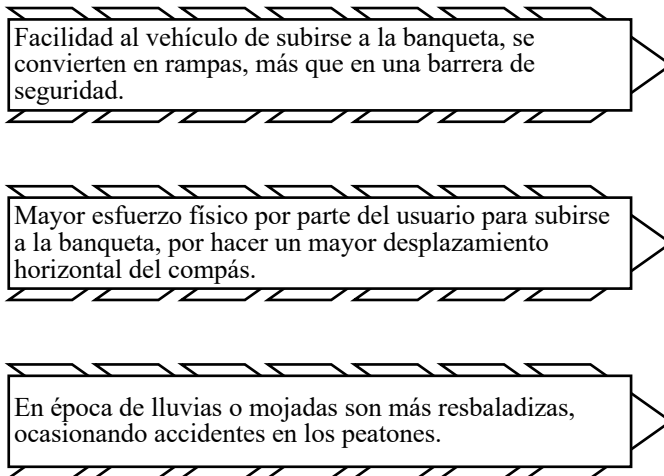 Facilidad al vehículo de subirse a la banqueta, se
convierten en rampas, más que en una barrera de
seguridad.
Mayor esfuerzo físico por parte del usuario para subirse
a la banqueta, por hacer un mayor desplazamiento
horizontal del compás.
En época de lluvias o mojadas son más resbaladizas,
ocasionando accidentes en los peatones.